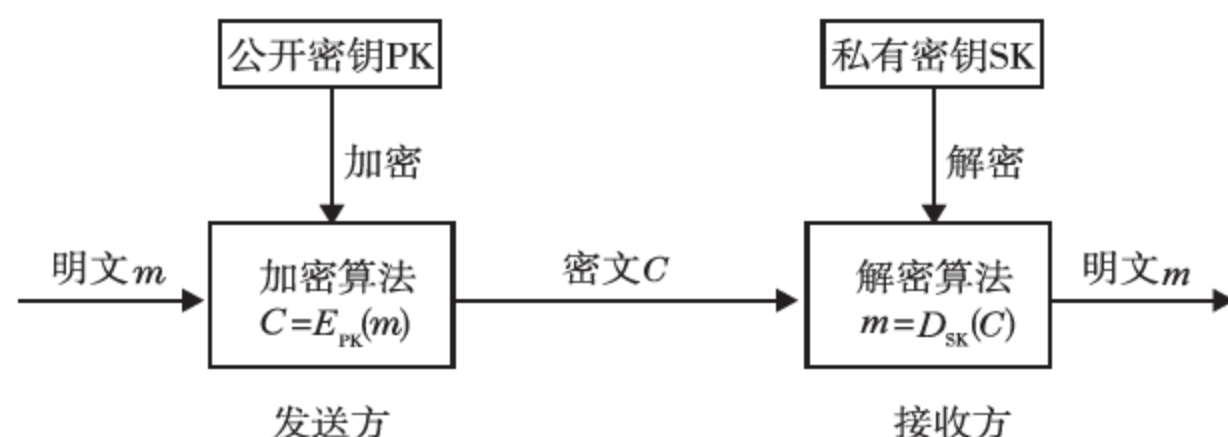 公开密钥PK
私有密钥SK
加密
解密
明文m
加密算法
C=E_PK(m)
密文C
解密算法
m=D_SK(C)
明文m
发送方
接收方